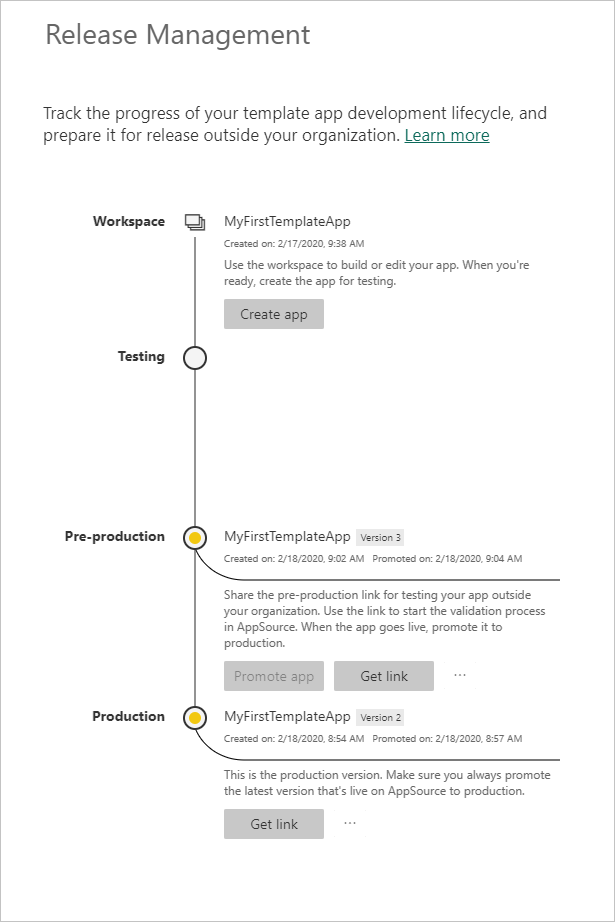 Release Management
Track the progress of your template app development lifecycle, and
prepare it for release outside your organization. Learn more
Workspace
MyFirstTemplateApp
Created on: 2/17/2020, 9:38 AM
Use the workspace to build or edit your app. When you're
ready, create the app for testing.
Create app
Testing
Pre-production
MyFirstTemplateApp Version 3
Created on: 2/18/2020, 9:02 AM Promoted on: 2/18/2020, 9:04 AM
Share the pre-production link for testing your app outside
your organization. Use the link to start the validation process
in AppSource. When the app goes live, promote it to
production.
Promote app Get link ...
Production
MyFirstTemplateApp Version 2
Created on: 2/18/2020, 8:54 AM Promoted on: 2/18/2020, 8:57 AM
This is the production version. Make sure you always promote
the latest version that's live on AppSource to production.
Get link ...